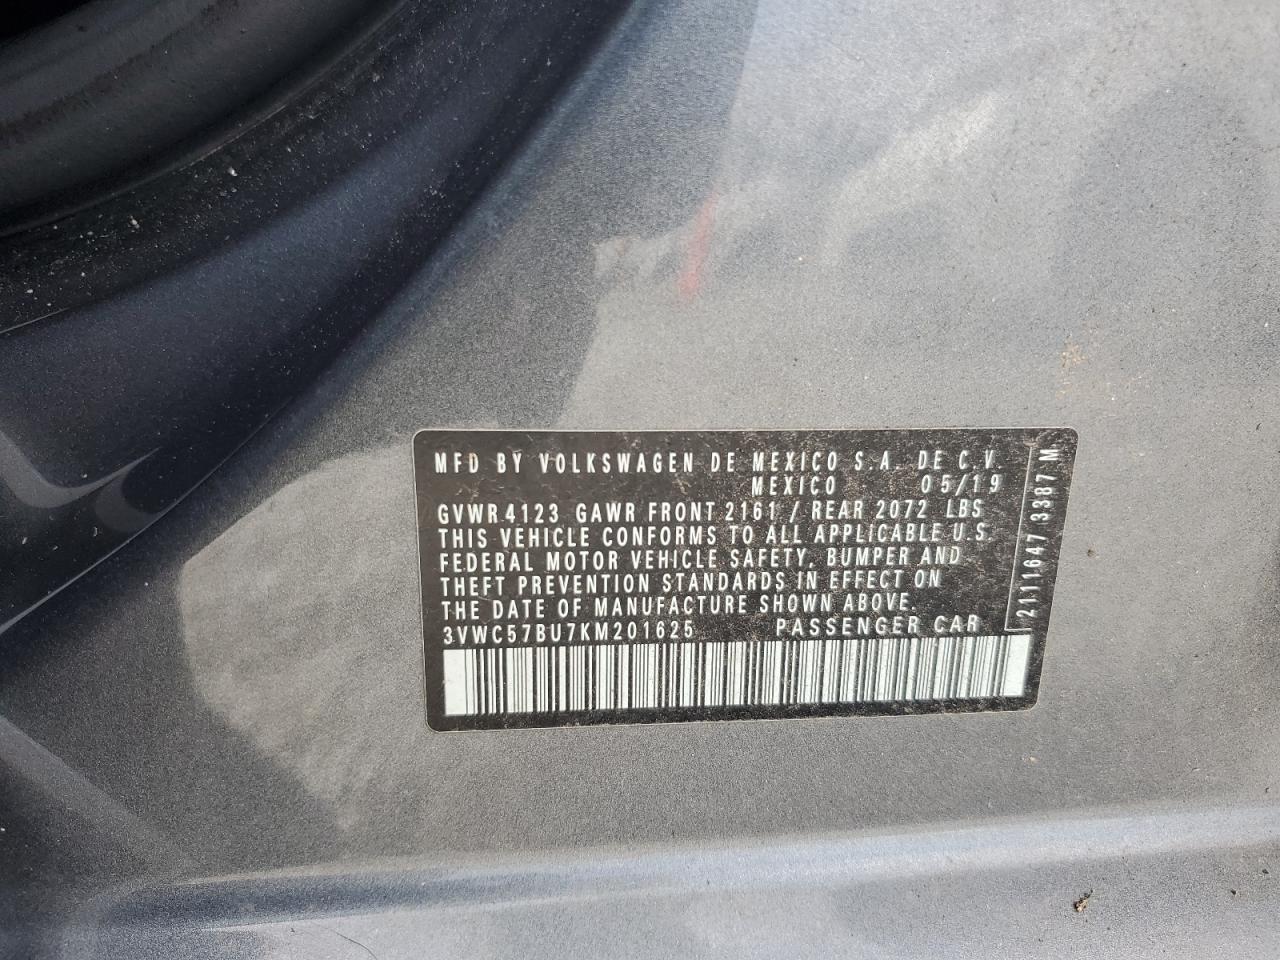 MFD BY VOLKSWAGEN DE MEXICO S.A. DE C.V.
MEXICO 05/19
GVWR 4123 GAWR FRONT 2161 / REAR 2072 LBS
THIS VEHICLE CONFORMS TO ALL APPLICABLE U.S.
FEDERAL MOTOR VEHICLE SAFETY, BUMPER AND
THEFT PREVENTION STANDARDS IN EFFECT ON
THE DATE OF MANUFACTURE SHOWN ABOVE.
3VWC57BU7KM201625 PASSENGER CAR
2111647 3387 M